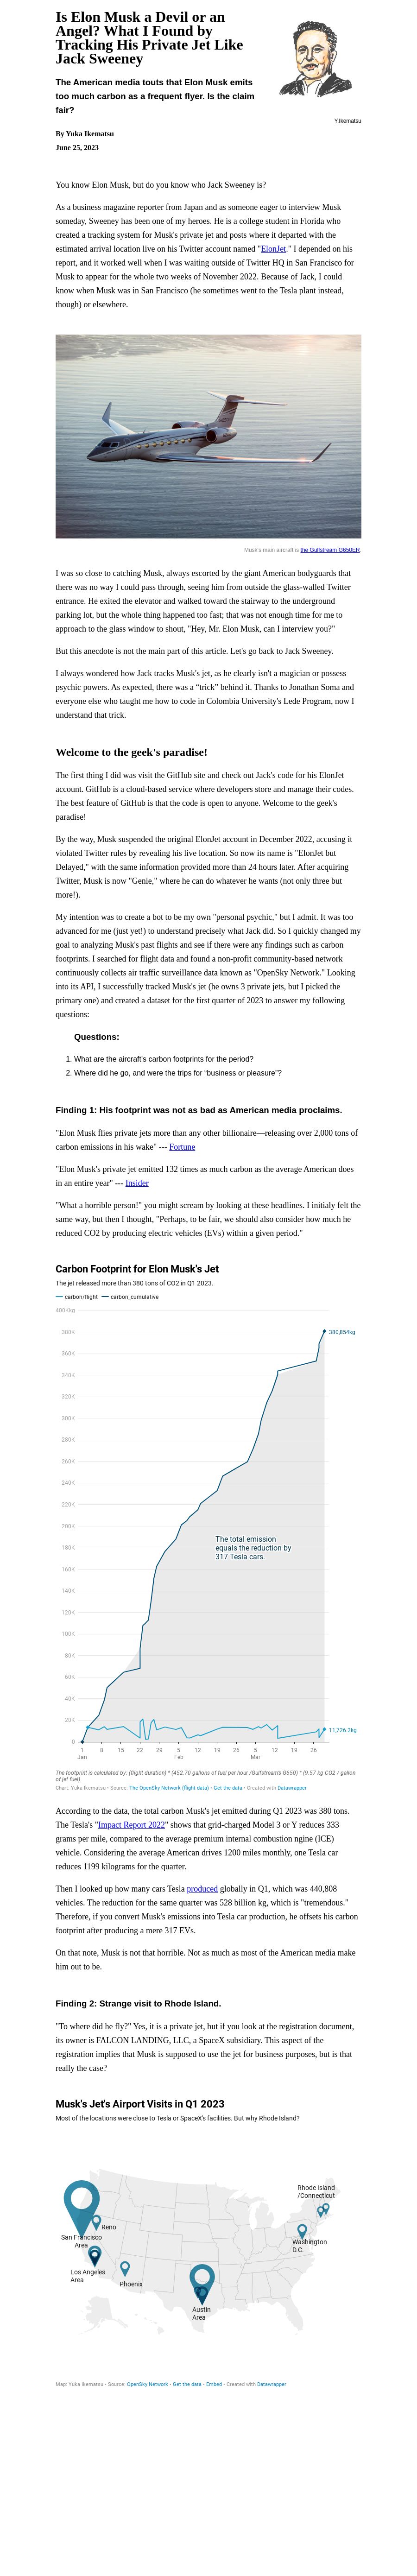 Is Elon Musk a Devil or an
Angel? What I Found by
Tracking His Private Jet Like
Jack Sweeney
The American media touts that Elon Musk emits
too much carbon as a frequent flyer. Is the claim
fair?
Y.Ikematsu
By Yuka Ikematsu
June 25, 2023
You know Elon Musk, but do you know who Jack Sweeney is?
As a business magazine reporter from Japan and as someone eager to interview Musk
someday, Sweeney has been one of my heroes. He is a college student in Florida who
created a tracking system for Musk's private jet and posts where it departed with the
estimated arrival location live on his Twitter account named "ElonJet." I depended on his
report, and it worked well when I was waiting outside of Twitter HQ in San Francisco for
Musk to appear for the whole two weeks of November 2022. Because of Jack, I could
know when Musk was in San Francisco (he sometimes went to the Tesla plant instead,
though) or elsewhere.
Musk's main aircraft is the Gulfstream G650ER.
I was so close to catching Musk, always escorted by the giant American bodyguards that
there was no way I could pass through, seeing him from outside the glass-walled Twitter
entrance. He exited the elevator and walked toward the stairway to the underground
parking lot, but the whole thing happened too fast; that was not enough time for me to
approach to the glass window to shout, "Hey, Mr. Elon Musk, can I interview you?"
But this anecdote is not the main part of this article. Let's go back to Jack Sweeney.
I always wondered how Jack tracks Musk's jet, as he clearly isn't a magician or possess
psychic powers. As expected, there was a “trick” behind it. Thanks to Jonathan Soma and
everyone else who taught me how to code in Columbia University's Lede Program, now I
understand that trick.
Welcome to the geek's paradise!
The first thing I did was visit the GitHub site and check out Jack's code for his ElonJet
account. GitHub is a cloud-based service where developers store and manage their codes.
The best feature of GitHub is that the code is open to anyone. Welcome to the geek's
paradise!
By the way, Musk suspended the original ElonJet account in December 2022, accusing it
violated Twitter rules by revealing his live location. So now its name is "ElonJet but
Delayed," with the same information provided more than 24 hours later. After acquiring
Twitter, Musk is now "Genie," where he can do whatever he wants (not only three but
more!).
My intention was to create a bot to be my own "personal psychic," but I admit. It was too
advanced for me (just yet!) to understand precisely what Jack did. So I quickly changed my
goal to analyzing Musk's past flights and see if there were any findings such as carbon
footprints. I searched for flight data and found a non-profit community-based network
continuously collects air traffic surveillance data known as "OpenSky Network." Looking
into its API, I successfully tracked Musk's jet (he owns 3 private jets, but I picked the
primary one) and created a dataset for the first quarter of 2023 to answer my following
questions:
Questions:
1. What are the aircraft's carbon footprints for the period?
2. Where did he go, and were the trips for “business or pleasure”?
Finding 1: His footprint was not as bad as American media proclaims.
"Elon Musk flies private jets more than any other billionaire—releasing over 2,000 tons of
carbon emissions in his wake" --- Fortune
"Elon Musk's private jet emitted 132 times as much carbon as the average American does
in an entire year" --- Insider
"What a horrible person!" you might scream by looking at these headlines. I initialy felt the
same way, but then I thought, "Perhaps, to be fair, we should also consider how much he
reduced CO2 by producing electric vehicles (EVs) within a given period."
Carbon Footprint for Elon Musk's Jet
The jet released more than 380 tons of CO2 in Q1 2023.
carbon/flight carbon_cumulative
400Kkg
380K
380,854kg
360K
340K
320K
300K
280K
260K
240K
220K
200K
The total emission
equals the reduction by
317 Tesla cars.
180K
160K
140K
120K
100K
80K
60K
40K
20K
11,726.2kg
0
1 8 15 22 29 5 12 19 26 5 12 19 26
Jan Feb Mar
The footprint is calculated by: (flight duration) * (452.70 gallons of fuel per hour /Gulfstreamth G650) * (9.57 kg CO2 / gallon
of jet fuel)
Chart: Yuka Ikematsu • Source: The OpenSky Network (flight data) • Get the data • Created with Datawrapper
According to the data, the total carbon Musk's jet emitted during Q1 2023 was 380 tons.
The Tesla's "Impact Report 2022" shows that grid-charged Model 3 or Y reduces 333
grams per mile, compared to the average premium internal combustion ngine (ICE)
vehicle. Considering the average American drives 1200 miles monthly, one Tesla car
reduces 1199 kilograms for the quarter.
Then I looked up how many cars Tesla produced globally in Q1, which was 440,808
vehicles. The reduction for the same quarter was 528 billion kg, which is "tremendous."
Therefore, if you convert Musk's emissions into Tesla car production, he offsets his carbon
footprint after producing a mere 317 EVs.
On that note, Musk is not that horrible. Not as much as most of the American media make
him out to be.
Finding 2: Strange visit to Rhode Island.
"To where did he fly?" Yes, it is a private jet, but if you look at the registration document,
its owner is FALCON LANDING, LLC, a SpaceX subsidiary. This aspect of the
registration implies that Musk is supposed to use the jet for business purposes, but is that
really the case?
Musk's Jet's Airport Visits in Q1 2023
Most of the locations were close to Tesla or SpaceX's facilities. But why Rhode Island?
Rhode Island
/Connecticut
Reno
San Francisco
Area
Washington
D.C.
Los Angeles
Area
Phoenix
Austin
Area
Map: Yuka Ikematsu • Source: OpenSky Network • Get the data • Embed • Created with Datawrapper